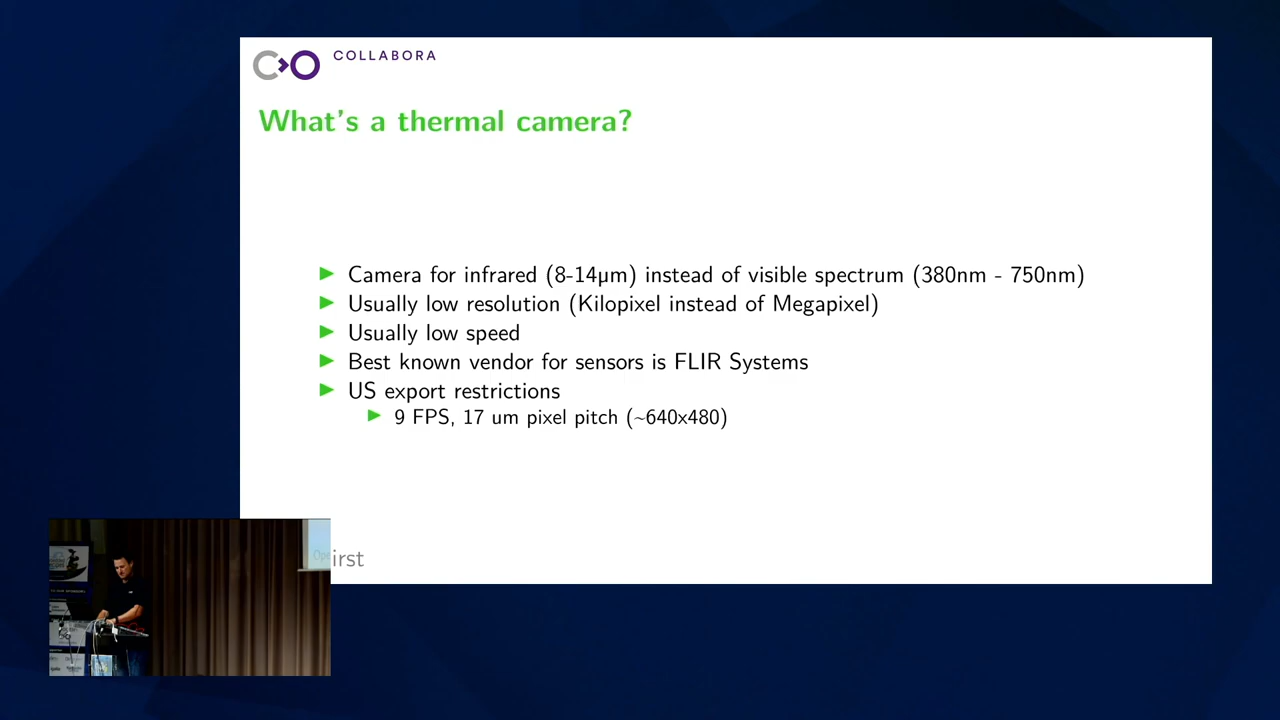 COLLABORA
What's a thermal camera?
Camera for infrared (8-14µm) instead of visible spectrum (380nm - 750nm)
Usually low resolution (Kilopixel instead of Megapixel)
Usually low speed
Best known vendor for sensors is FLIR Systems
US export restrictions
9 FPS, 17 um pixel pitch (~640x480)
irst